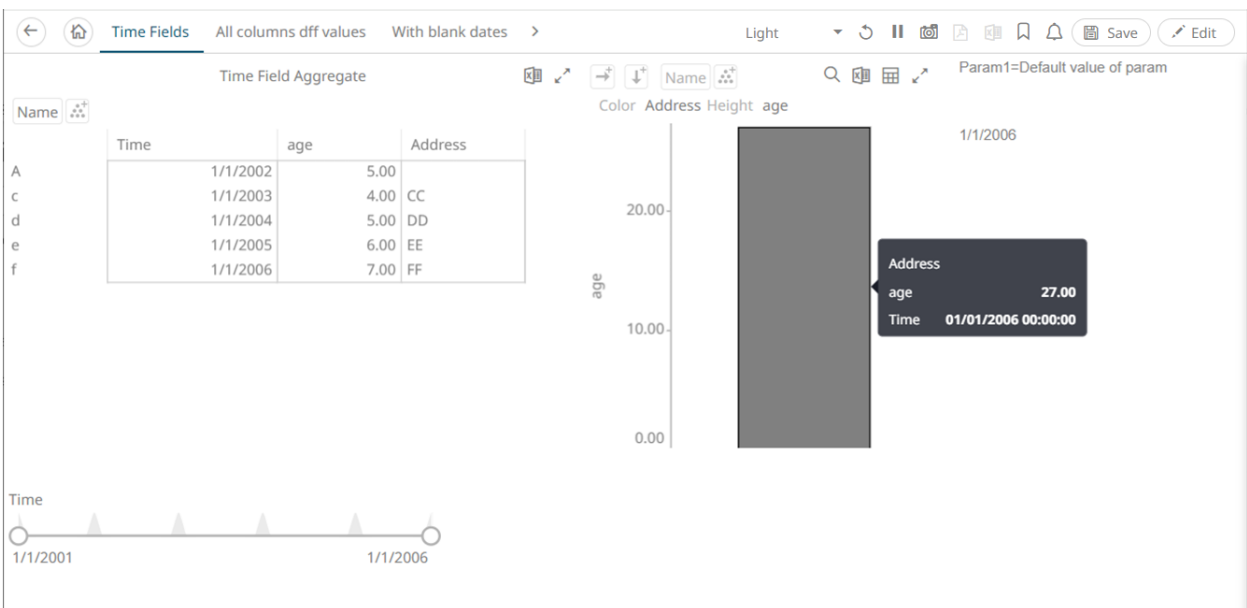 Time Fields All columns dff values With blank dates Light Save Edit
Time Field Aggregate Name Param1=Default value of param
Name Color Address Height age
Time age Address 1/1/2006
A 1/1/2002 5.00
c 1/1/2003 4.00 CC
d 1/1/2004 5.00 DD
e 1/1/2005 6.00 EE
f 1/1/2006 7.00 FF
20.00
10.00
0.00
age
Address
age 27.00
Time 01/01/2006 00:00:00
Time
1/1/2001 1/1/2006